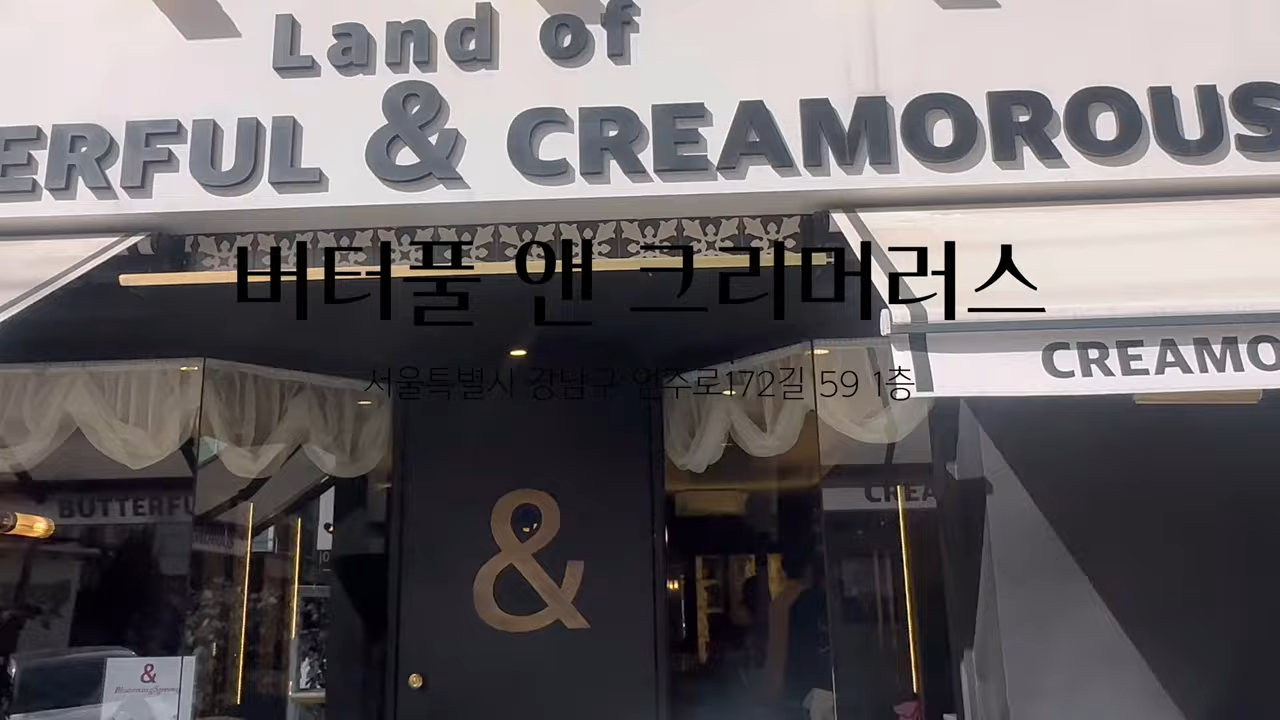 Land of
ERFUL & CREAMOROUS
버터풀 앤 크리머러스
CREAMO
서울특별시 강남구 언주로172길 59 1층
BUTTERFU
CREA
&
&
BloomingSpring